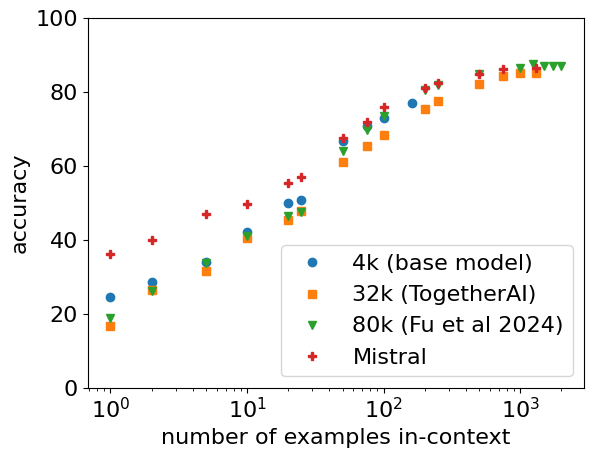 100
80
60
40
20
0
accuracy
4k (base model)
32k (TogetherAI)
80k (Fu et al 2024)
Mistral
10⁰
10¹
10²
10³
number of examples in-context